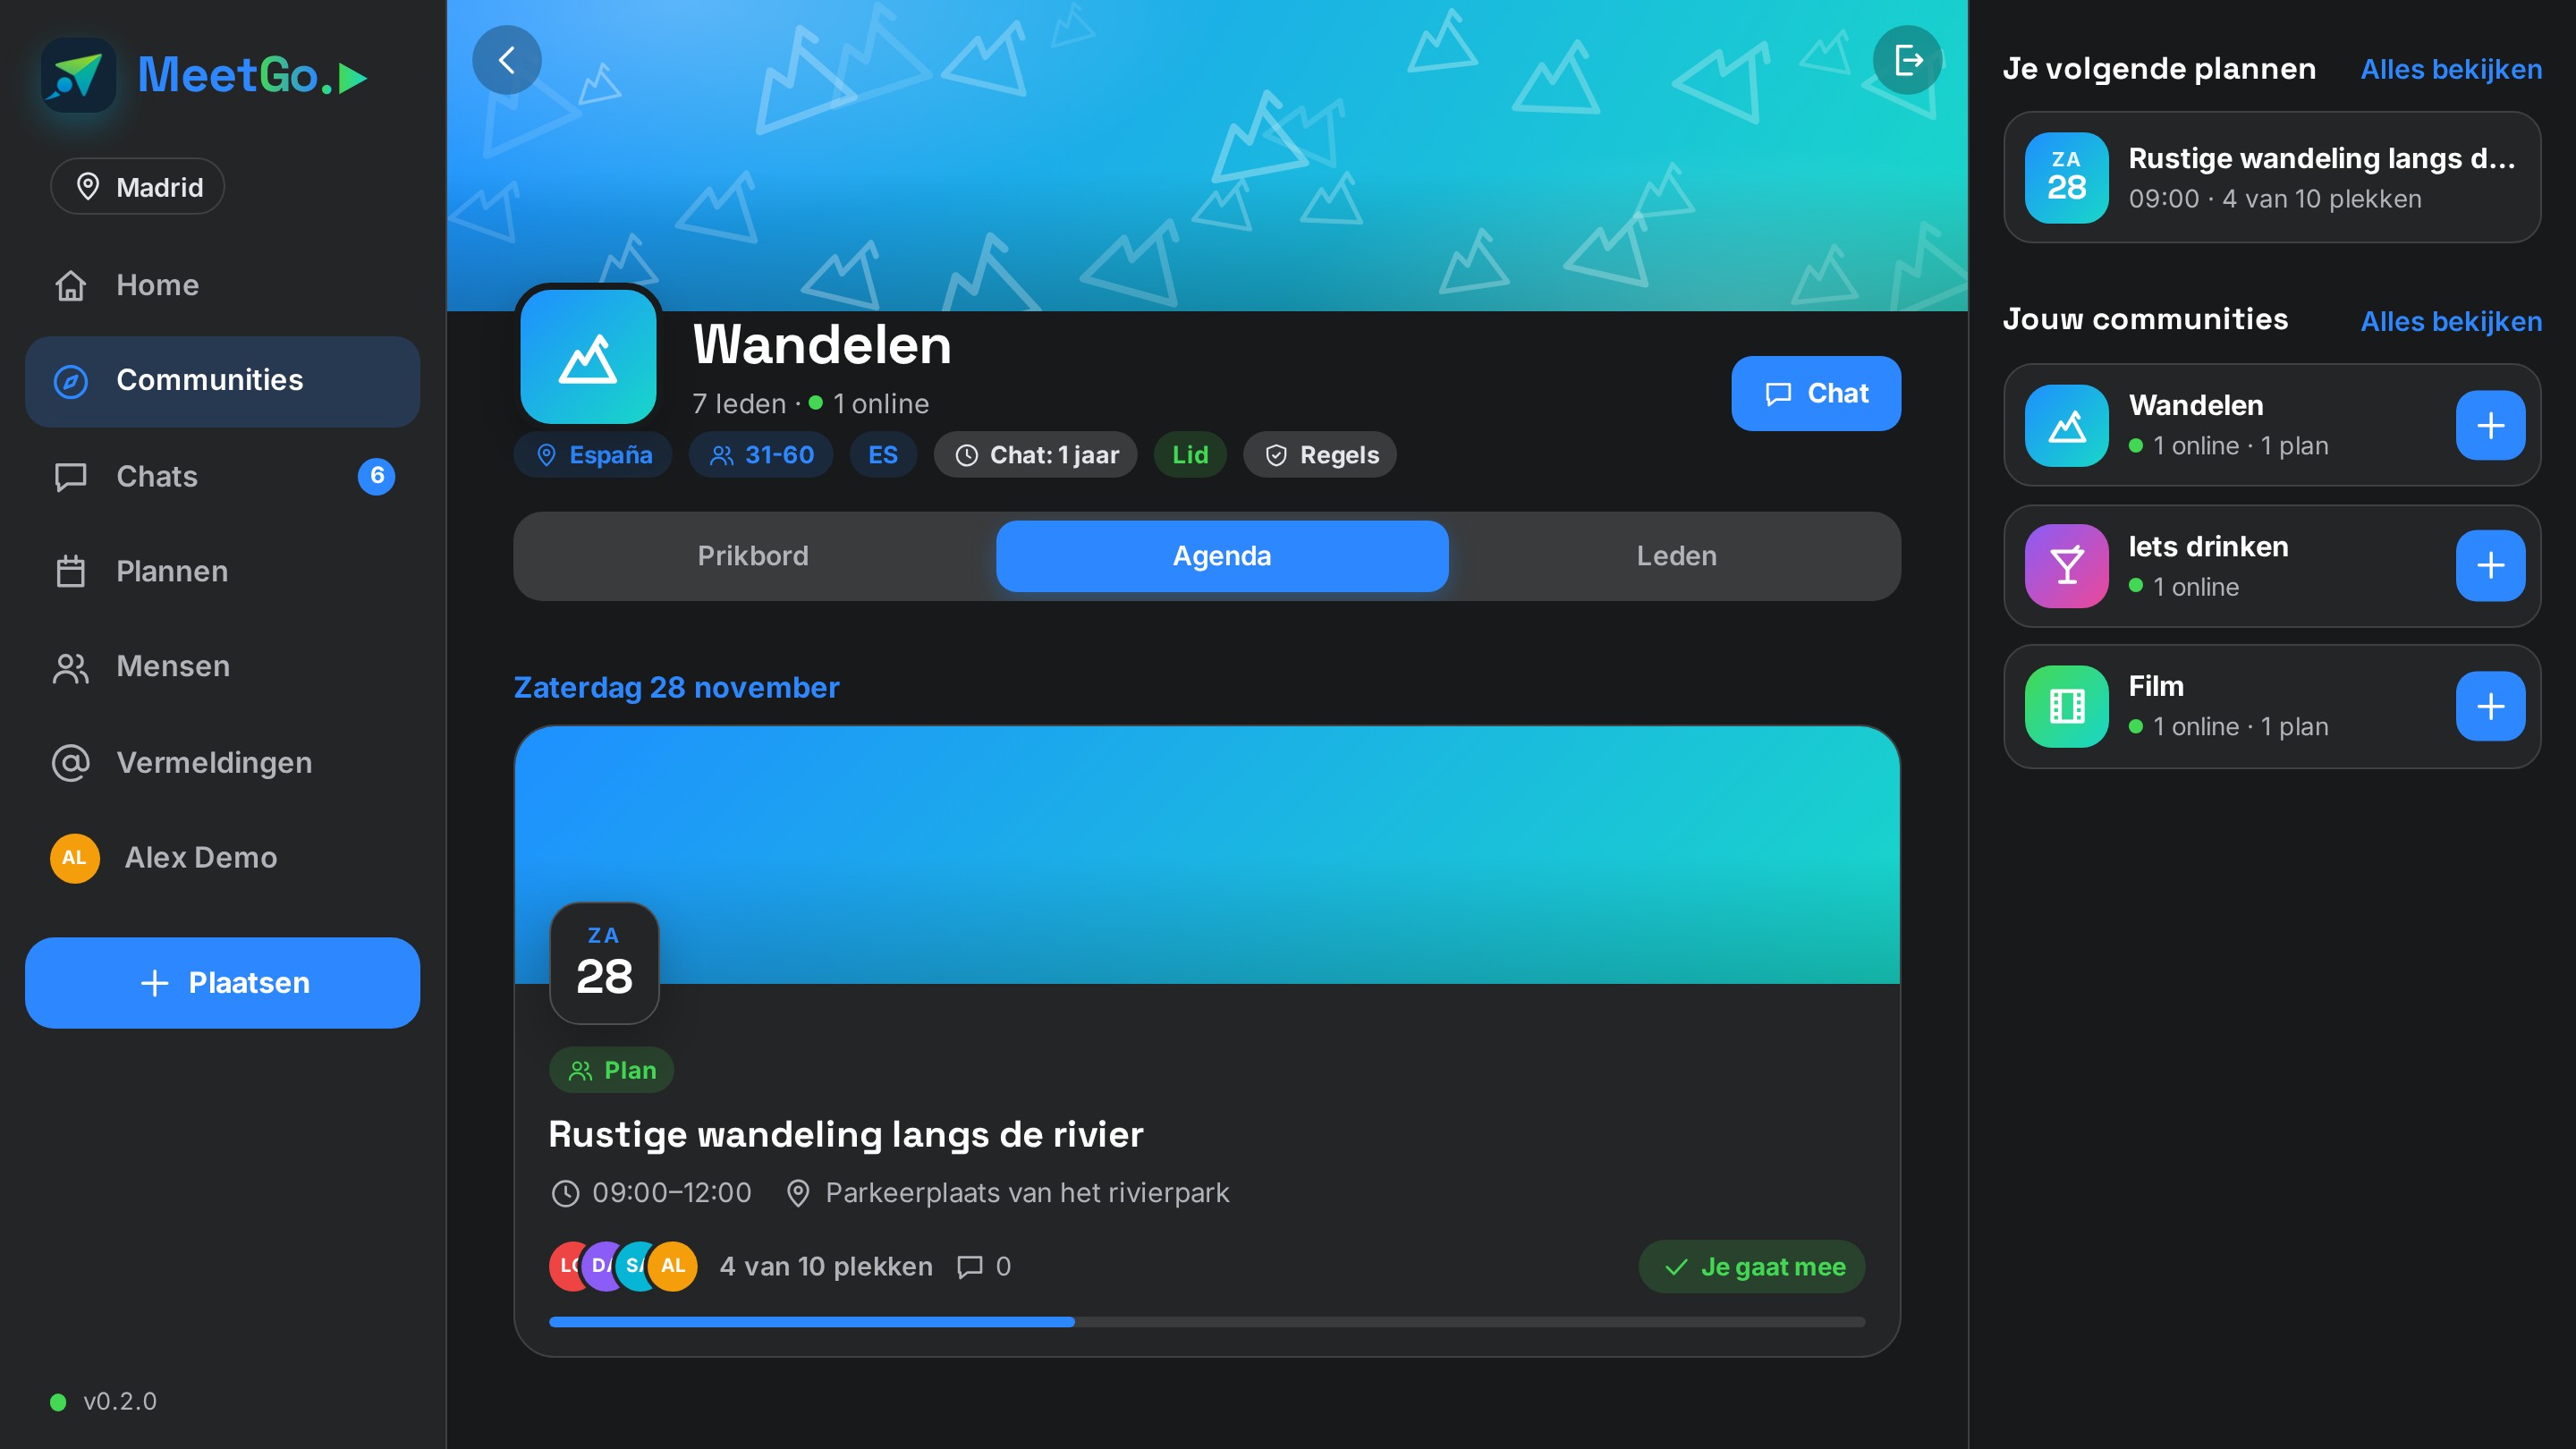 MeetGo.
Madrid
Home
Communities
Chats
6
Plannen
Mensen
Vermeldingen
AL
Alex Demo
Plaatsen
v0.2.0
Wandelen
7 leden · 1 online
Chat
España
31-60
ES
Chat: 1 jaar
Lid
Regels
Prikbord
Agenda
Leden
Zaterdag 28 november
ZA
28
Plan
Rustige wandeling langs de rivier
09:00–12:00
Parkeerplaats van het rivierpark
AL
4 van 10 plekken
0
Je gaat mee
Je volgende plannen
Alles bekijken
ZA
28
Rustige wandeling langs d...
09:00 · 4 van 10 plekken
Jouw communities
Alles bekijken
Wandelen
1 online · 1 plan
Iets drinken
1 online
Film
1 online · 1 plan